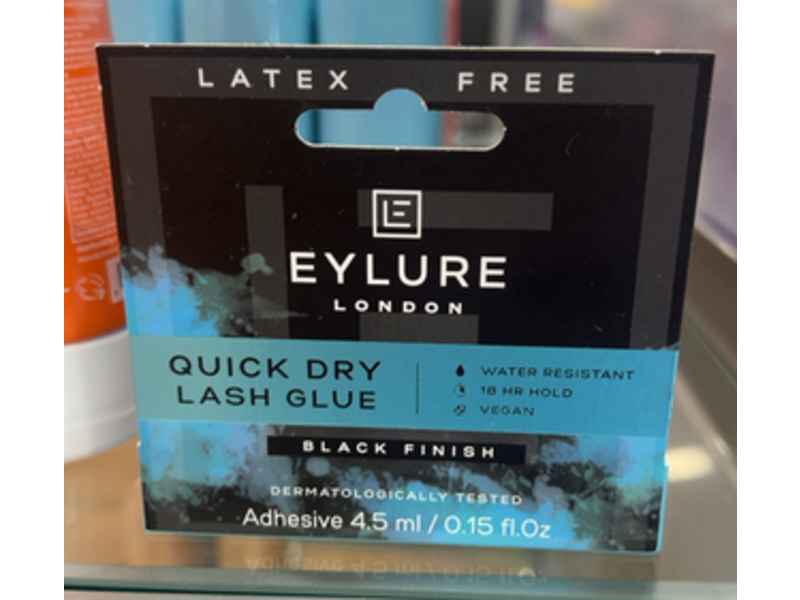 LATEX FREE
E
EYLURE
LONDON
QUICK DRY
LASH GLUE
WATER RESISTANT
18 HR HOLD
VEGAN
BLACK FINISH
DERMATOLOGICALLY TESTED
Adhesive 4.5 ml / 0.15 fl.Oz